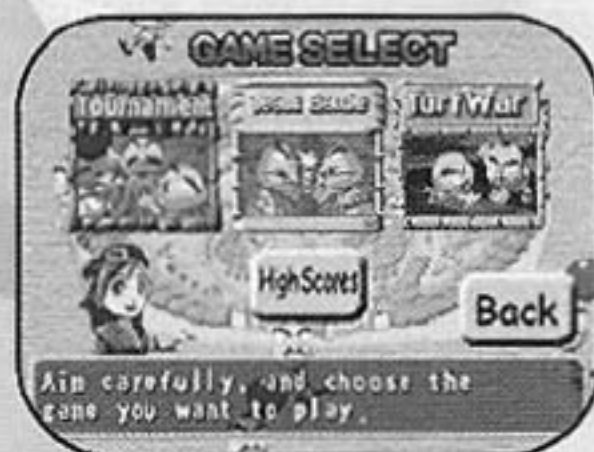 GAME SELECT
Tournament
Turf War
High Scores
Back
Aim carefully, and choose the
game you want to play.